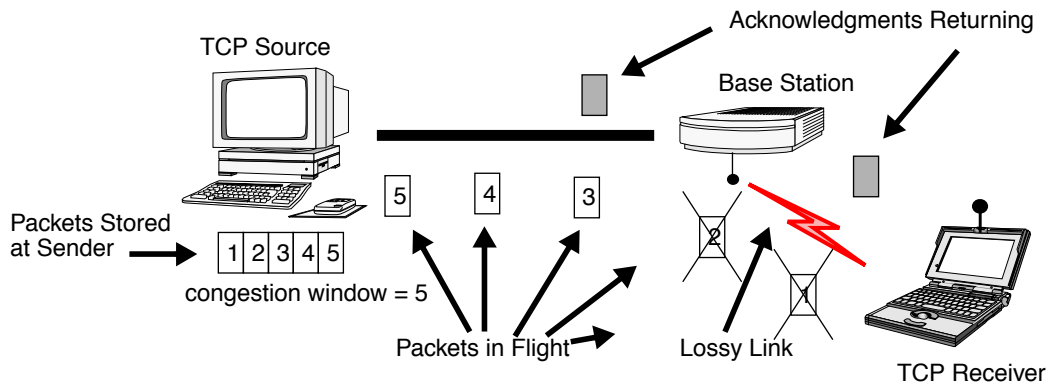 Acknowledgments Returning
TCP Source
Base Station
5
4
3
Packets Stored
at Sender
1 2 3 4 5
2
1
congestion window = 5
Packets in Flight
Lossy Link
TCP Receiver